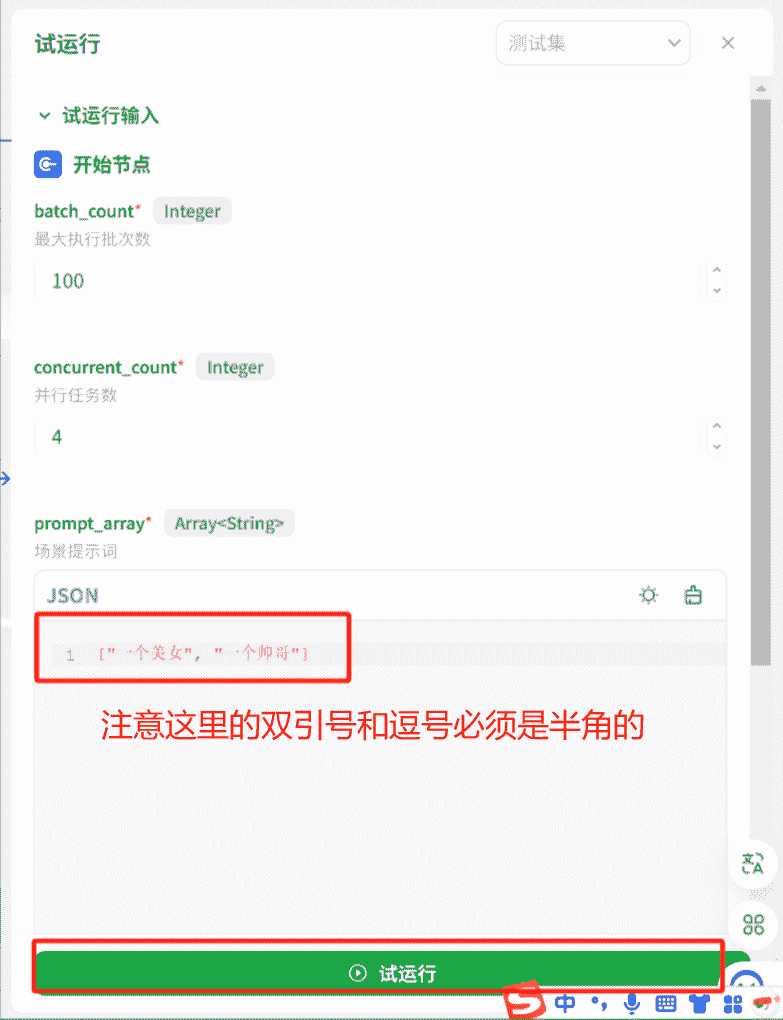 试运行
测试集
试运行输入
开始节点
batch_count* Integer
最大执行批次数
100
concurrent_count* Integer
并行任务数
4
prompt_array* Array<String>
场景提示词
JSON
1 ["一个美女", "一个帅哥"]
注意这里的双引号和逗号必须是半角的
试运行
中